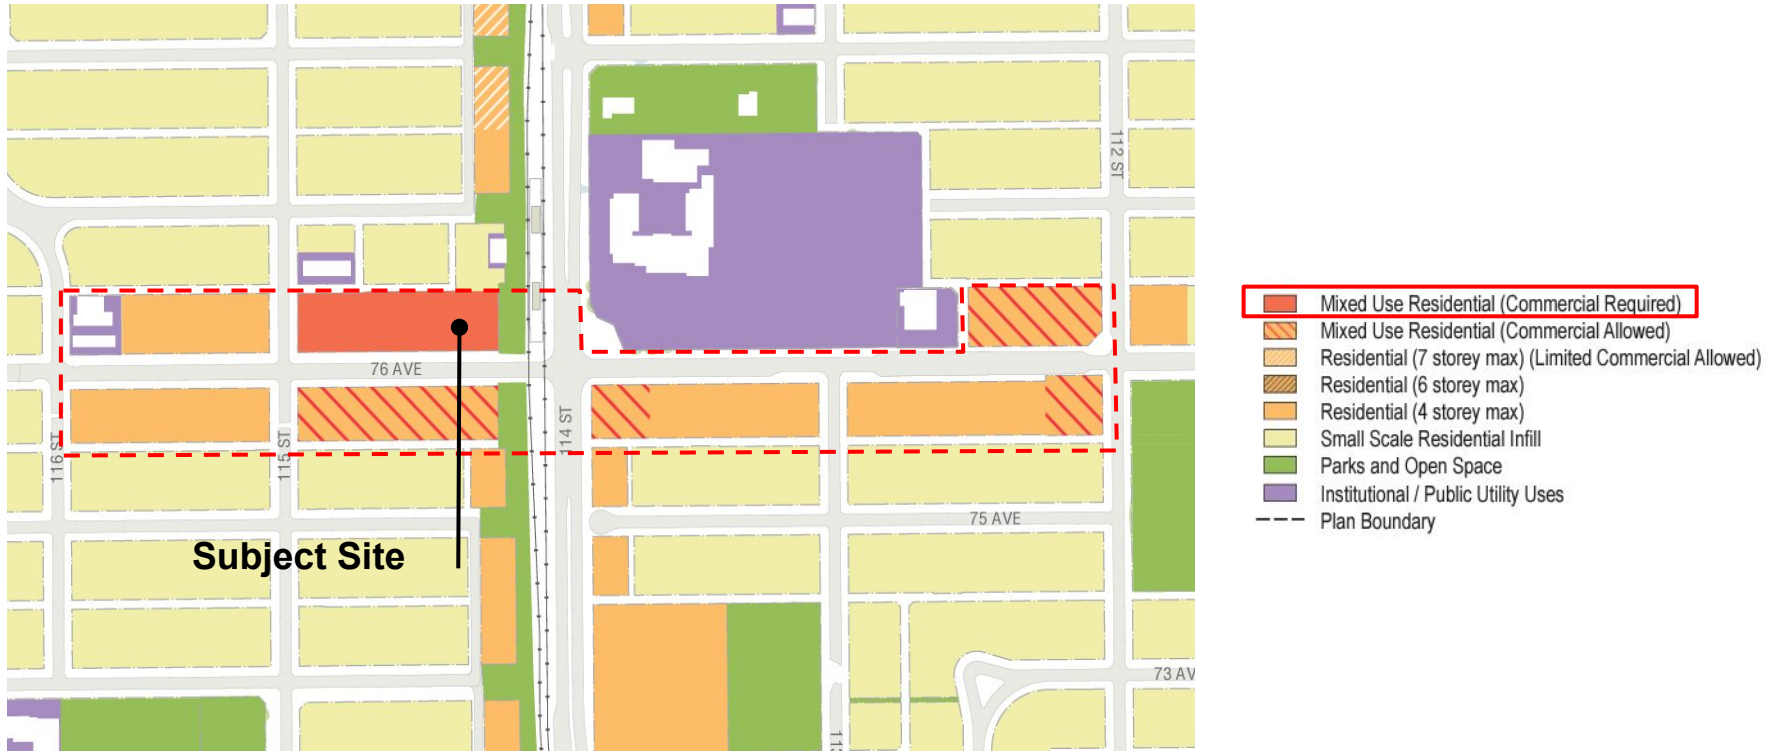 112 ST
76 AVE
116 ST
115 ST
114 ST
75 AVE
Subject Site
73 AV
113
Mixed Use Residential (Commercial Required)
Mixed Use Residential (Commercial Allowed)
Residential (7 storey max) (Limited Commercial Allowed)
Residential (6 storey max)
Residential (4 storey max)
Small Scale Residential Infill
Parks and Open Space
Institutional / Public Utility Uses
Plan Boundary